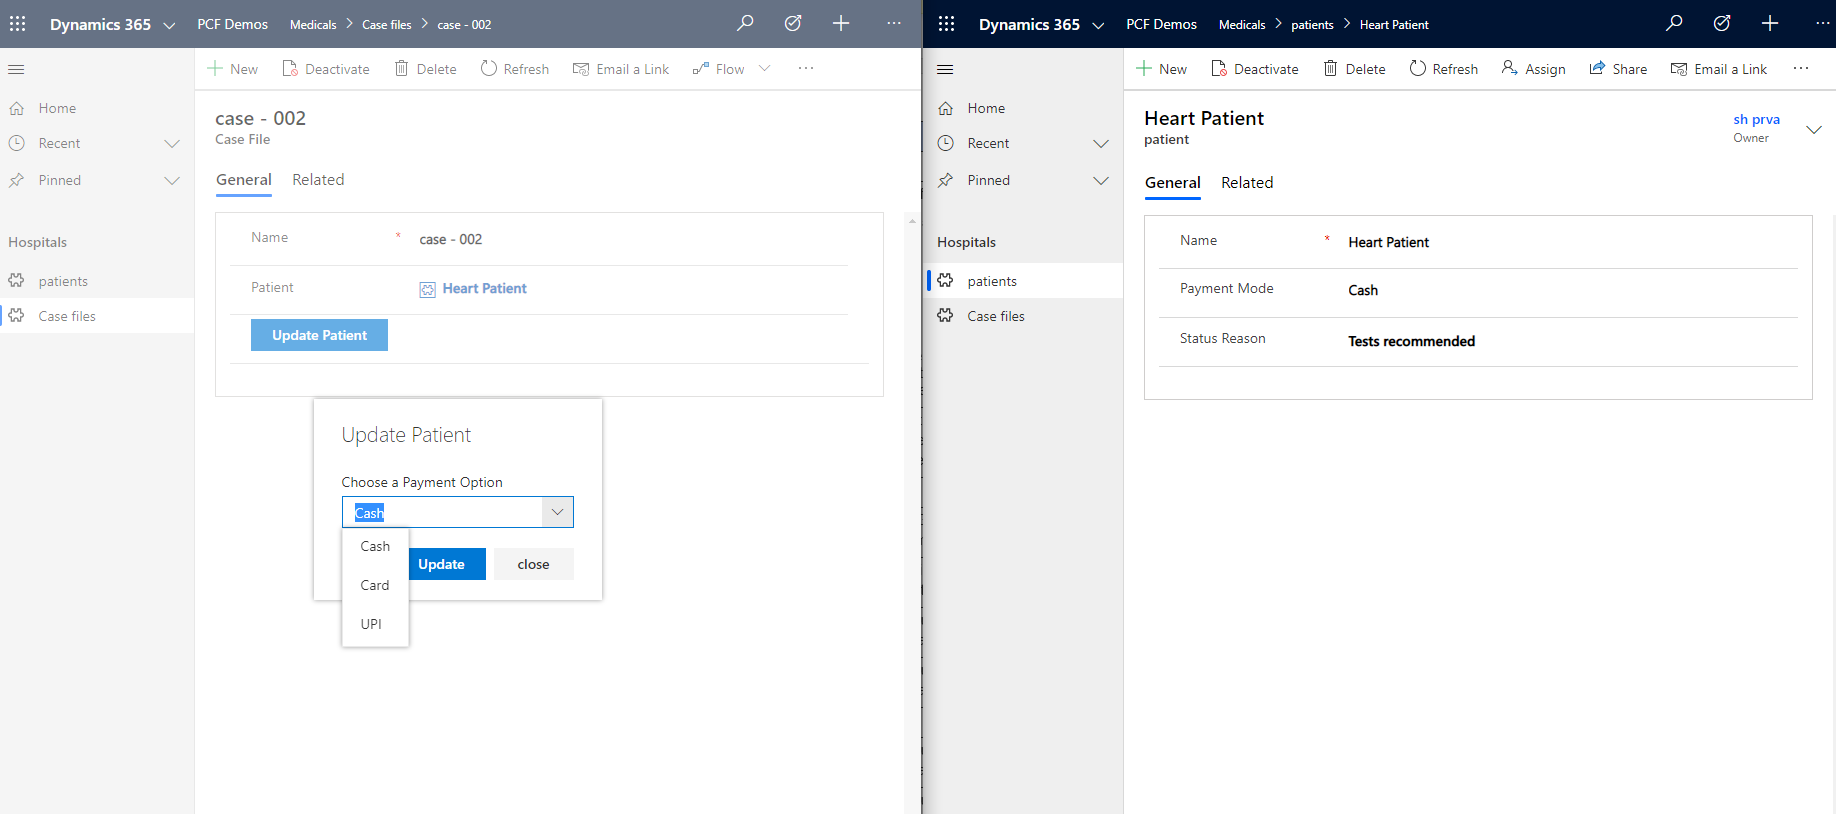 Dynamics 365 PCF Demos Medicals Case files case - 002
New Deactivate Delete Refresh Email a Link Flow
Home
Recent
Pinned
Hospitals
patients
Case files
case - 002
Case File
General Related
Name * case - 002
Patient Heart Patient
Update Patient
Update Patient
Choose a Payment Option
Cash
Cash
Card
UPI
Update close
Dynamics 365 PCF Demos Medicals patients Heart Patient
New Deactivate Delete Refresh Assign Share Email a Link
Home
Recent
Pinned
Hospitals
patients
Case files
Heart Patient
patient
sh prva
Owner
General Related
Name * Heart Patient
Payment Mode Cash
Status Reason Tests recommended